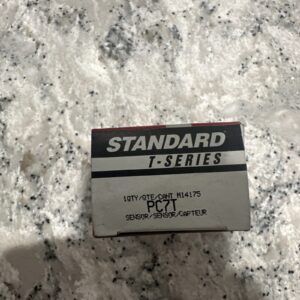 STANDARD
T-SERIES
1QTY/QTE/CANT M14175
PC7T
SENSOR/SENSOR/CAPTEUR